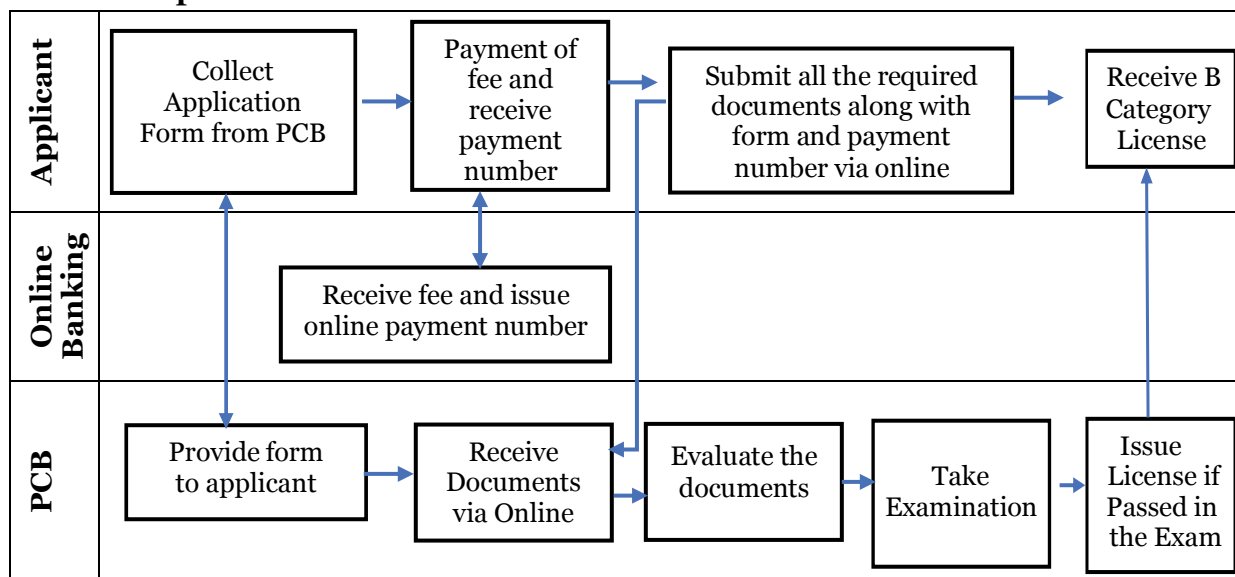 Applicant
Collect
Application
Form from PCB
Payment of
fee and
receive
payment
number
Submit all the required
documents along with
form and payment
number via online
Receive B
Category
License
Online
Banking
Receive fee and issue
online payment number
PCB
Provide form
to applicant
Receive
Documents
via Online
Evaluate the
documents
Take
Examination
Issue
License if
Passed in
the Exam